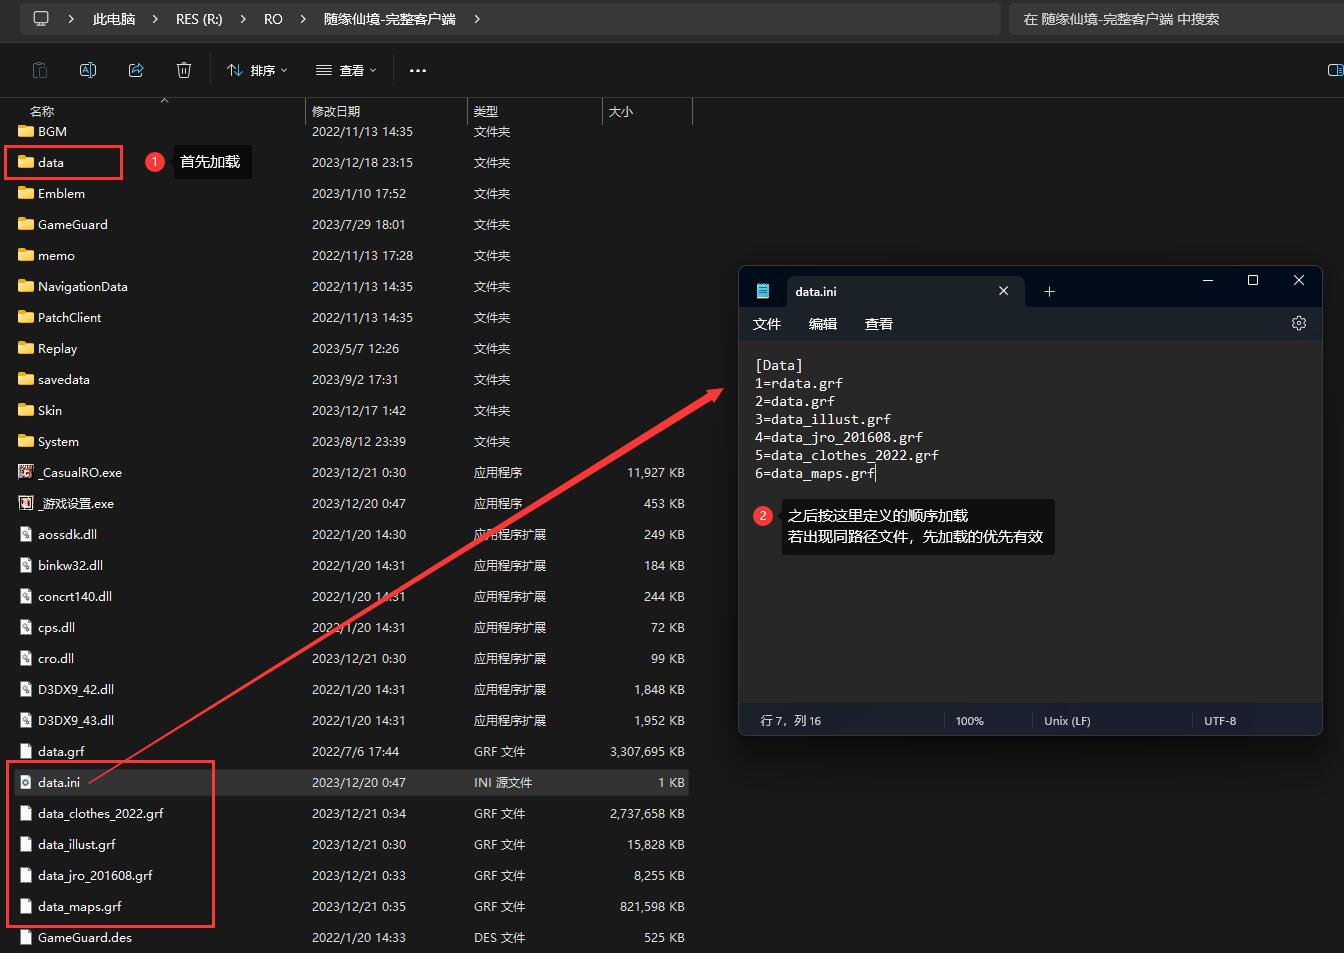 此电脑 RES (R:) RO 随缘仙境-完整客户端
在 随缘仙境-完整客户端 中搜索
排序 查看
名称 修改日期 类型 大小
BGM 2022/11/13 14:35 文件夹
data 2023/12/18 23:15 文件夹
1 首先加载
Emblem 2023/1/10 17:52 文件夹
GameGuard 2023/7/29 18:01 文件夹
memo 2022/11/13 17:28 文件夹
NavigationData 2022/11/13 14:35 文件夹
PatchClient 2022/11/13 14:35 文件夹
Replay 2023/5/7 12:26 文件夹
savedata 2023/9/2 17:31 文件夹
Skin 2023/12/17 1:42 文件夹
System 2023/8/12 23:39 文件夹
_CasualRO.exe 2023/12/21 0:30 应用程序 11,927 KB
_游戏设置.exe 2023/12/20 0:47 应用程序 453 KB
aossdk.dll 2022/1/20 14:30 应用程序扩展 249 KB
binkw32.dll 2022/1/20 14:31 应用程序扩展 184 KB
concrt140.dll 2022/1/20 14:31 应用程序扩展 244 KB
cps.dll 2022/1/20 14:31 应用程序扩展 72 KB
cro.dll 2023/12/21 0:30 应用程序扩展 99 KB
D3DX9_42.dll 2022/1/20 14:31 应用程序扩展 1,848 KB
D3DX9_43.dll 2022/1/20 14:31 应用程序扩展 1,952 KB
data.grf 2022/7/6 17:44 GRF 文件 3,307,695 KB
data.ini 2023/12/20 0:47 INI 源文件 1 KB
data_clothes_2022.grf 2023/12/21 0:34 GRF 文件 2,737,658 KB
data_illust.grf 2023/12/21 0:30 GRF 文件 15,828 KB
data_jro_201608.grf 2023/12/21 0:33 GRF 文件 8,255 KB
data_maps.grf 2023/12/21 0:35 GRF 文件 821,598 KB
GameGuard.des 2022/1/20 14:33 DES 文件 525 KB
data.ini
文件 编辑 查看
[Data]
1=rdata.grf
2=data.grf
3=data_illust.grf
4=data_jro_201608.grf
5=data_clothes_2022.grf
6=data_maps.grf
2 之后按这里定义的顺序加载
若出现同路径文件，先加载的优先有效
行 7，列 16 100% Unix (LF) UTF-8